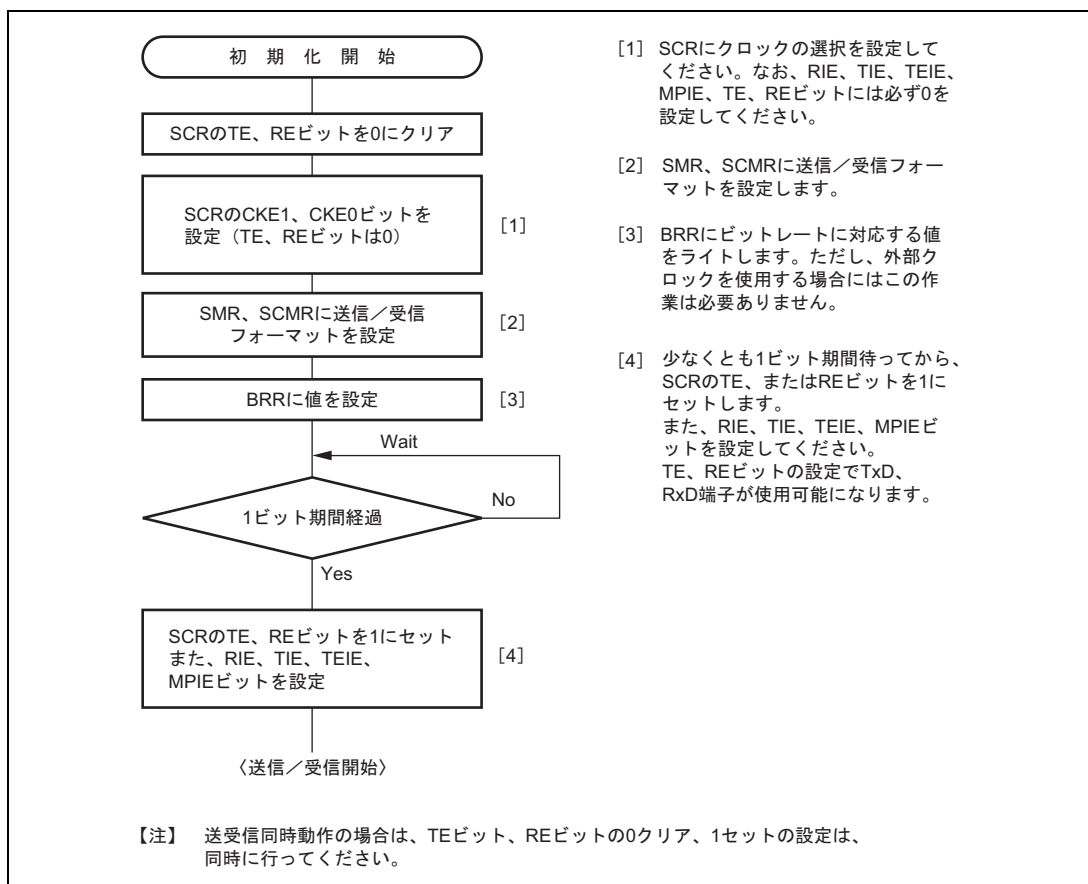 初 期 化 開 始
SCRのTE、REビットを0にクリア
SCRのCKE1、CKE0ビットを
設定（TE、REビットは0）
[1]
SMR、SCMRに送信／受信
フォーマットを設定
[2]
BRRに値を設定
[3]
Wait
1ビット期間経過
No
Yes
SCRのTE、REビットを1にセット
また、RIE、TIE、TEIE、
MPIEビットを設定
[4]
〈送信／受信開始〉
[1] SCRにクロックの選択を設定して
ください。なお、RIE、TIE、TEIE、
MPIE、TE、REビットには必ず0を
設定してください。
[2] SMR、SCMRに送信／受信フォー
マットを設定します。
[3] BRRにビットレートに対応する値
をライトします。ただし、外部ク
ロックを使用する場合にはこの作
業は必要ありません。
[4] 少なくとも1ビット期間待ってから、
SCRのTE、またはREビットを1に
セットします。
また、RIE、TIE、TEIE、MPIEビ
ットを設定してください。
TE、REビットの設定でTxD、
RxD端子が使用可能になります。
【注】 送受信同時動作の場合は、TEビット、REビットの0クリア、1セットの設定は、
同時に行ってください。